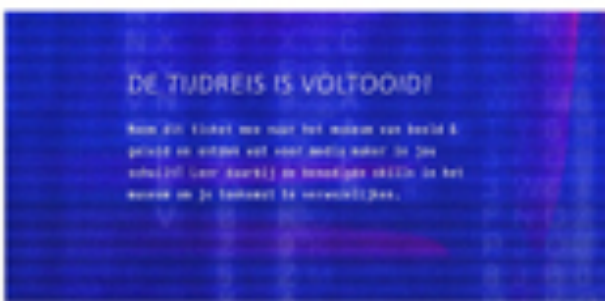 DE TIJDREIS IS VOLTOOID!
Neem dit ticket mee naar het museum van beeld &
geluid en ontdek wat voor media maker in jou
schuilt! Leer daarbij de benodigde skills in het
museum om je toekomst te verwezelijken.